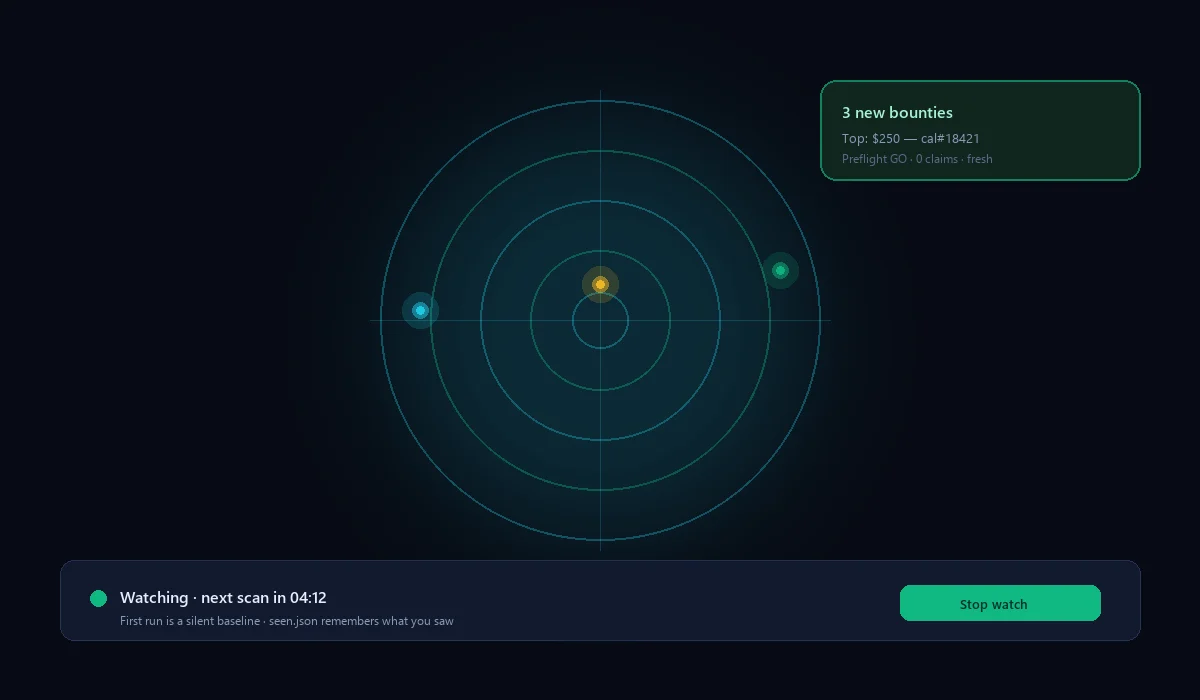 3 new bounties
Top: $250 — cal#18421
Preflight GO · 0 claims · fresh
Watching · next scan in 04:12
First run is a silent baseline · seen.json remembers what you saw
Stop watch